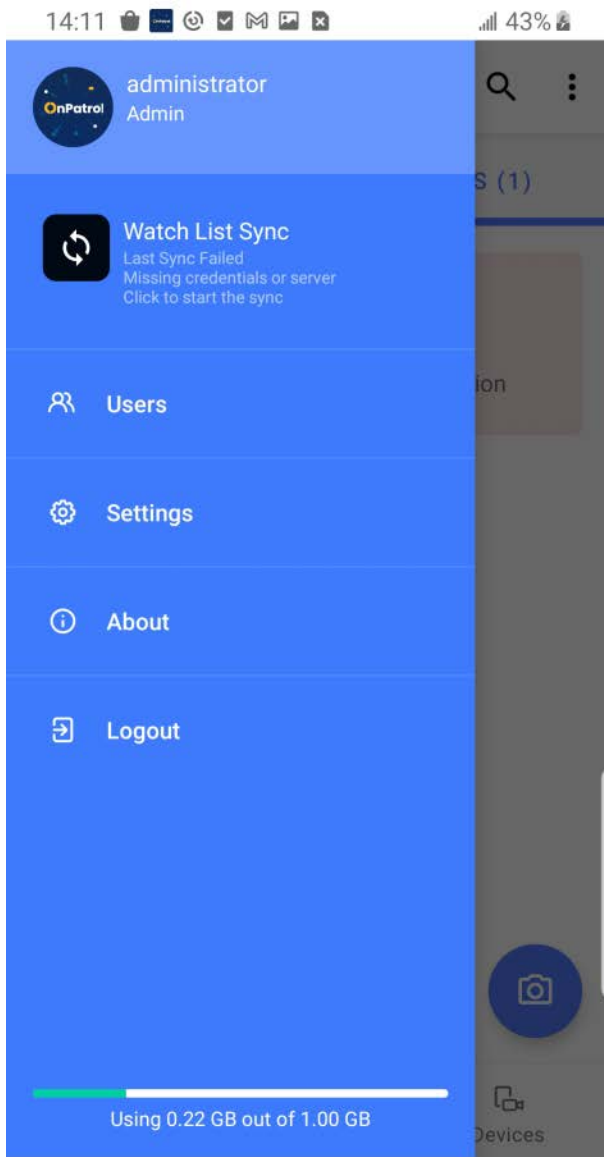 14:11
43%
OnPatrol
administrator
Admin
S (1)
Watch List Sync
Last Sync Failed
Missing credentials or server
Click to start the sync
ion
Users
Settings
About
Logout
Using 0.22 GB out of 1.00 GB
Devices